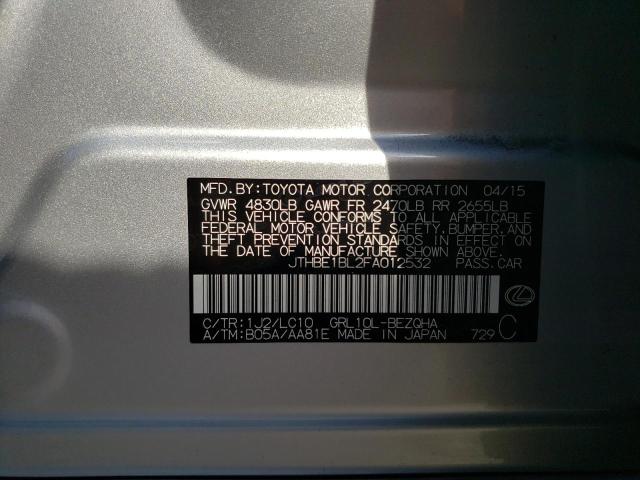 MFD.BY:TOYOTA MOTOR CORPORATION 04/15
GVWR 4830LB GAWR FR 2470LB RR 2655LB
THIS VEHICLE CONFORMS TO ALL APPLICABLE
FEDERAL MOTOR VEHICLE SAFETY,BUMPER,AND
THEFT PREVENTION STANDARDS IN EFFECT ON
THE DATE OF MANUFACTURE SHOWN ABOVE.
JTHBE1BL2FA012532 PASS.CAR
C/TR:1J2/LC10 GRL10L-BEZQHA
A/TM:B05A/AA81E MADE IN JAPAN 729 C